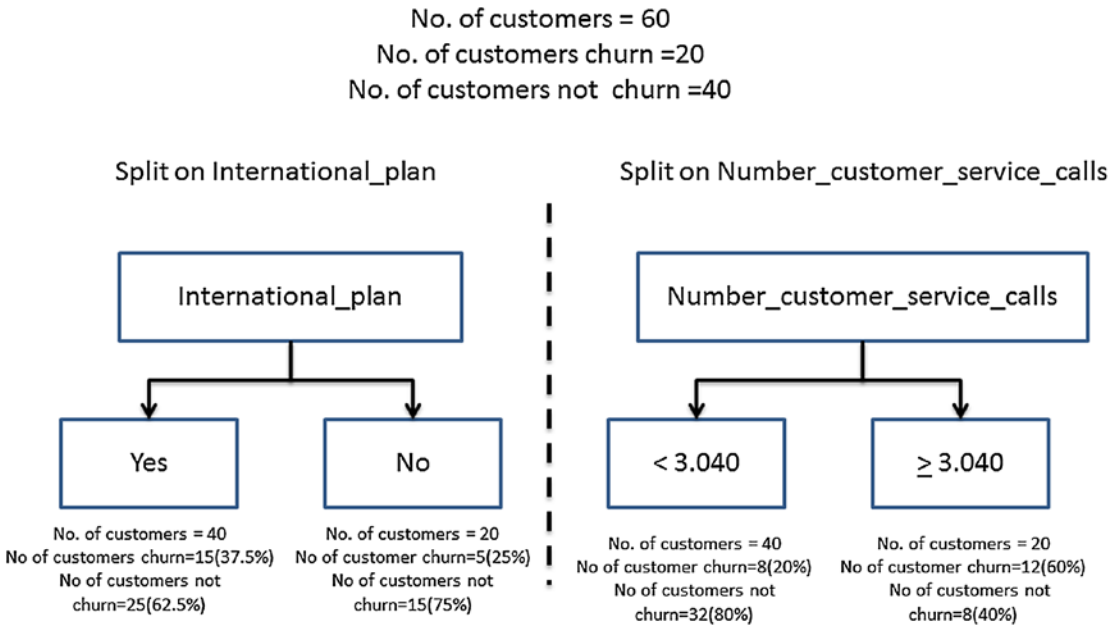 No. of customers = 60
No. of customers churn =20
No. of customers not churn =40
Split on International_plan
Split on Number_customer_service_calls
International_plan
Number_customer_service_calls
Yes
No
< 3.040
≥ 3.040
No. of customers = 40
No of customers churn=15(37.5%)
No of customers not
churn=25(62.5%)
No. of customers = 20
No of customer churn=5(25%)
No of customers not
churn=15(75%)
No. of customers = 40
No of customer churn=8(20%)
No of customers not
churn=32(80%)
No. of customers = 20
No of customer churn=12(60%)
No of customers not
churn=8(40%)